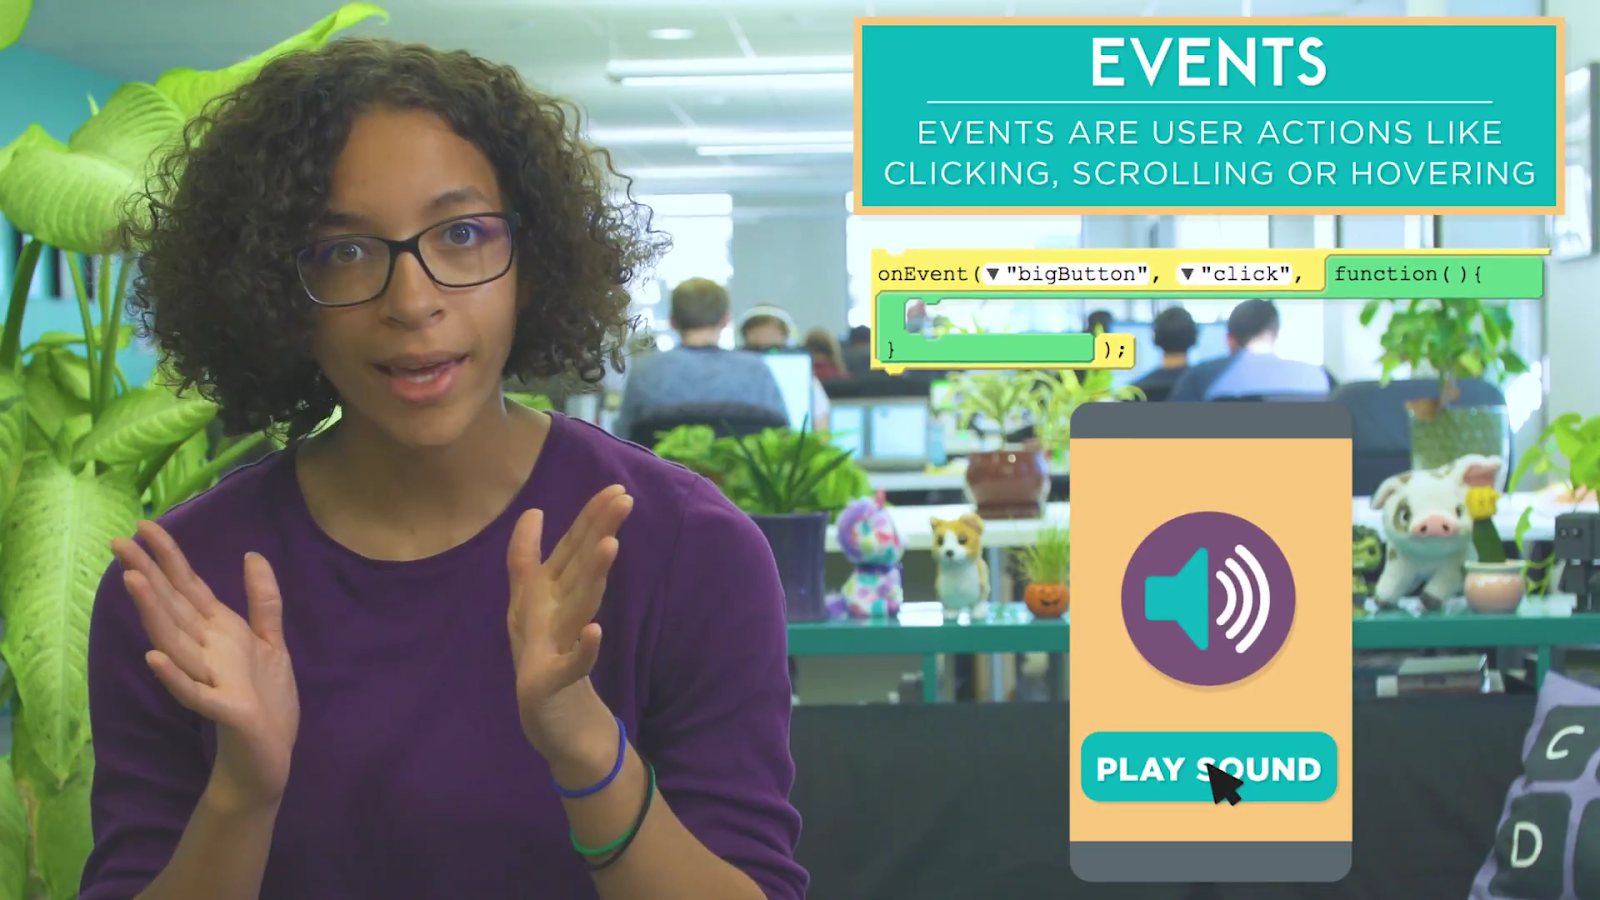 EVENTS
EVENTS ARE USER ACTIONS LIKE
CLICKING, SCROLLING OR HOVERING
onEvent(▼"bigButton", ▼"click", function(){
}
);
PLAY SOUND
C
D